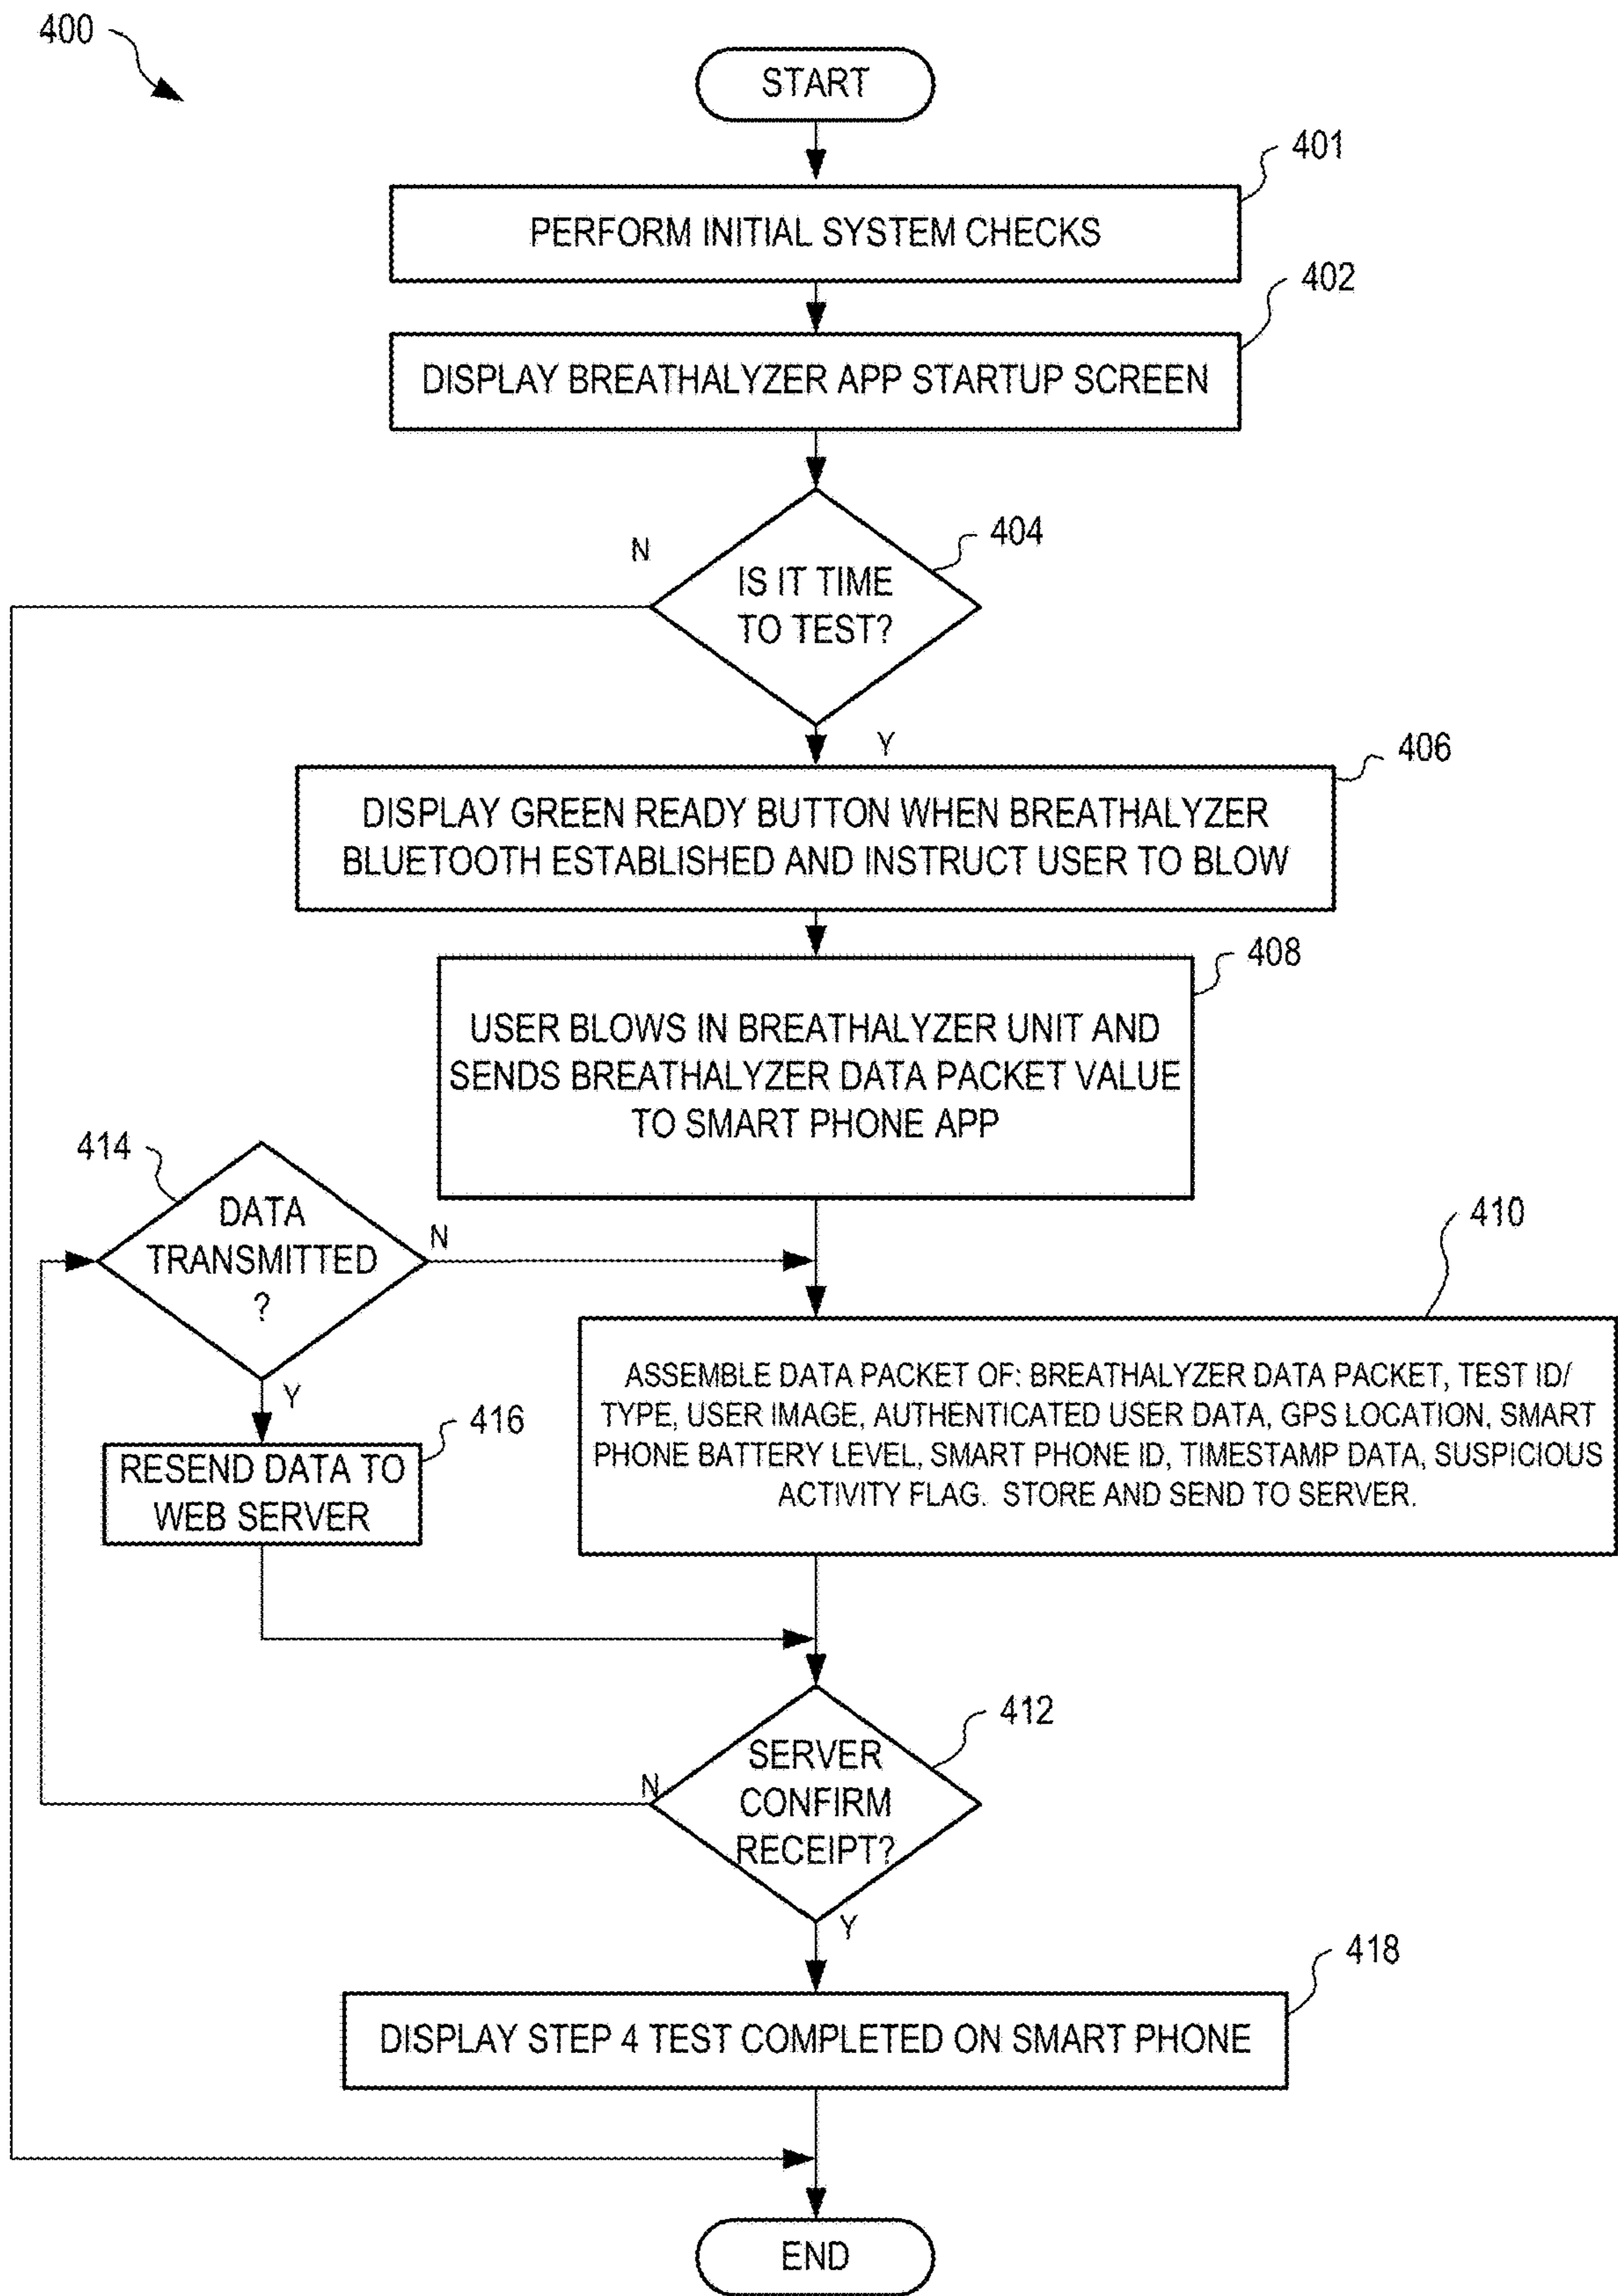 400
START
401
PERFORM INITIAL SYSTEM CHECKS
402
DISPLAY BREATHALYZER APP STARTUP SCREEN
404
N
IS IT TIME
TO TEST?
Y
406
DISPLAY GREEN READY BUTTON WHEN BREATHALYZER
BLUETOOTH ESTABLISHED AND INSTRUCT USER TO BLOW
408
USER BLOWS IN BREATHALYZER UNIT AND
SENDS BREATHALYZER DATA PACKET VALUE
TO SMART PHONE APP
414
DATA
TRANSMITTED
?
N
Y
410
ASSEMBLE DATA PACKET OF: BREATHALYZER DATA PACKET, TEST ID/
TYPE, USER IMAGE, AUTHENTICATED USER DATA, GPS LOCATION, SMART
PHONE BATTERY LEVEL, SMART PHONE ID, TIMESTAMP DATA, SUSPICIOUS
ACTIVITY FLAG. STORE AND SEND TO SERVER.
416
RESEND DATA TO
WEB SERVER
412
N
SERVER
CONFIRM
RECEIPT?
Y
418
DISPLAY STEP 4 TEST COMPLETED ON SMART PHONE
END